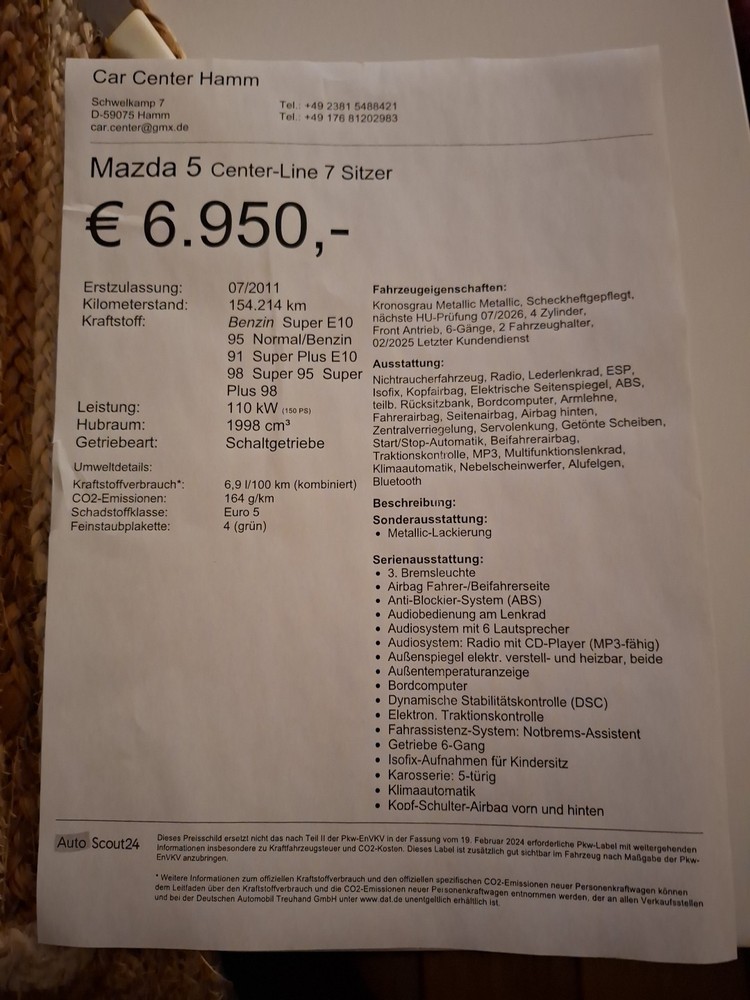 Car Center Hamm
Schwelkamp 7
D-59075 Hamm
car.center@gmx.de
Tel.: +49 2381 5488421
Tel.: +49 176 81202983
Mazda 5 Center-Line 7 Sitzer
€ 6.950,-
Erstzulassung: 07/2011
Kilometerstand: 154.214 km
Kraftstoff: Benzin Super E10
95 Normal/Benzin
91 Super Plus E10
98 Super 95 Super
Plus 98
Leistung: 110 kW (150 PS)
Hubraum: 1998 cm³
Getriebeart: Schaltgetriebe
Umweltdetails:
Kraftstoffverbrauch*: 6,9 l/100 km (kombiniert)
CO2-Emissionen: 164 g/km
Schadstoffklasse: Euro 5
Feinstaubplakette: 4 (grün)
Fahrzeugeigenschaften:
Kronosgrau Metallic Metallic, Scheckheftgepflegt,
nächste HU-Prüfung 07/2026, 4 Zylinder,
Front Antrieb, 6-Gänge, 2 Fahrzeughalter,
02/2025 Letzter Kundendienst
Ausstattung:
Nichtraucherfahrzeug, Radio, Lederlenkrad, ESP,
Isofix, Kopfairbag, Elektrische Seitenspiegel, ABS,
teilb. Rücksitzbank, Bordcomputer, Armlehne,
Fahrerairbag, Seitenairbag, Airbag hinten,
Zentralverriegelung, Servolenkung, Getönte Scheiben,
Start/Stop-Automatik, Beifahrerairbag,
Traktionskontrolle, MP3, Multifunktionslenkrad,
Klimaautomatik, Nebelscheinwerfer, Alufelgen,
Bluetooth
Beschreibung:
Sonderausstattung:
• Metallic-Lackierung
Serienausstattung:
• 3. Bremsleuchte
• Airbag Fahrer-/Beifahrerseite
• Anti-Blockier-System (ABS)
• Audiobedienung am Lenkrad
• Audiosystem mit 6 Lautsprecher
• Audiosystem: Radio mit CD-Player (MP3-fähig)
• Außenspiegel elektr. verstell- und heizbar, beide
• Außentemperaturanzeige
• Bordcomputer
• Dynamische Stabilitätskontrolle (DSC)
• Elektron. Traktionskontrolle
• Fahrassistenz-System: Notbrems-Assistent
• Getriebe 6-Gang
• Isofix-Aufnahmen für Kindersitz
• Karosserie: 5-türig
• Klimaautomatik
• Kopf-Schulter-Airbag vorn und hinten
Auto Scout24
Dieses Preisschild ersetzt nicht das nach Teil II der Pkw-EnVKV in der Fassung vom 19. Februar 2024 erforderliche Pkw-Label mit weitergehenden
Informationen insbesondere zu Kraftfahrzeugsteuer und CO2-Kosten. Dieses Label ist zusätzlich gut sichtbar im Fahrzeug nach Maßgabe der Pkw-
EnVKV anzubringen.
* Weitere Informationen zum offiziellen Kraftstoffverbrauch und den offiziellen spezifischen CO2-Emissionen neuer Personenkraftwagen können
dem Leitfaden über den Kraftstoffverbrauch und die CO2-Emissionen neuer Personenkraftwagen entnommen werden, der an allen Verkaufsstellen
und bei der Deutschen Automobil Treuhand GmbH unter www.dat.de unentgeltlich erhältlich ist.